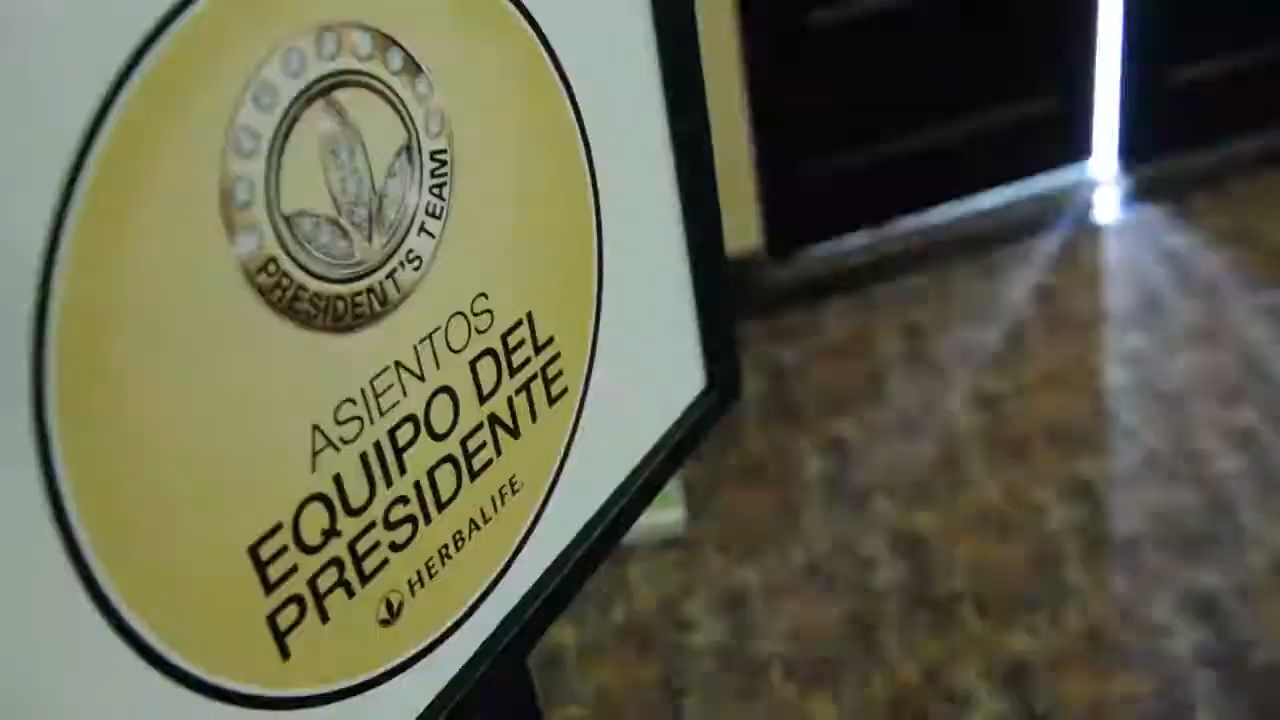 PRESIDENT'S TEAM
ASIENTOS
EQUIPO DEL
PRESIDENTE
HERBALIFE